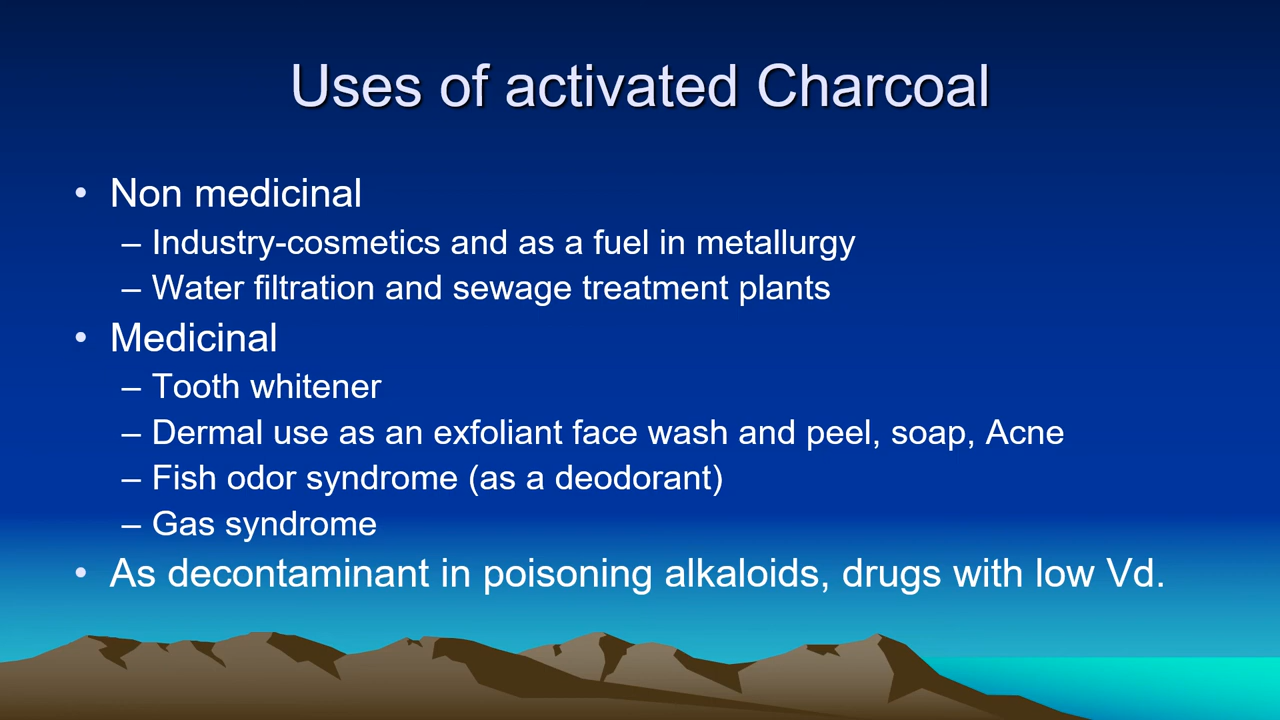 Uses of activated Charcoal
• Non medicinal
– Industry-cosmetics and as a fuel in metallurgy
– Water filtration and sewage treatment plants
• Medicinal
– Tooth whitener
– Dermal use as an exfoliant face wash and peel, soap, Acne
– Fish odor syndrome (as a deodorant)
– Gas syndrome
• As decontaminant in poisoning alkaloids, drugs with low Vd.